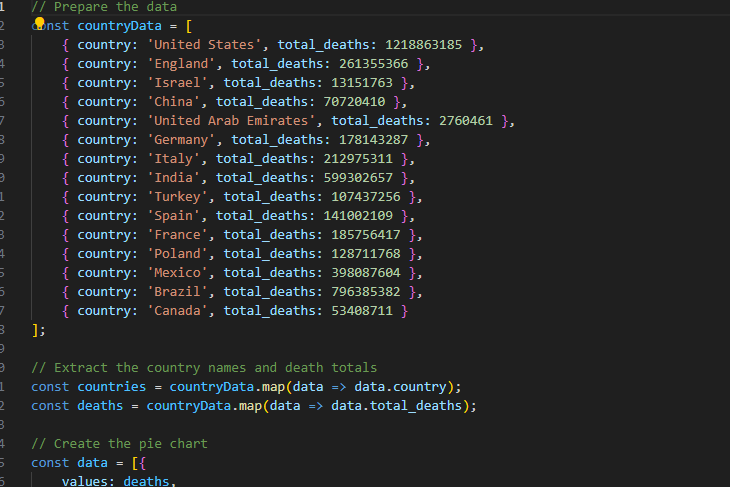 1 // Prepare the data
2 const countryData = [
3 { country: 'United States', total_deaths: 1218863185 },
4 { country: 'England', total_deaths: 261355366 },
5 { country: 'Israel', total_deaths: 13151763 },
6 { country: 'China', total_deaths: 70720410 },
7 { country: 'United Arab Emirates', total_deaths: 2760461 },
8 { country: 'Germany', total_deaths: 178143287 },
9 { country: 'Italy', total_deaths: 212975311 },
0 { country: 'India', total_deaths: 599302657 },
1 { country: 'Turkey', total_deaths: 107437256 },
2 { country: 'Spain', total_deaths: 141002109 },
3 { country: 'France', total_deaths: 185756417 },
4 { country: 'Poland', total_deaths: 128711768 },
5 { country: 'Mexico', total_deaths: 398087604 },
6 { country: 'Brazil', total_deaths: 796385382 },
7 { country: 'Canada', total_deaths: 53408711 }
8 ];
9
0 // Extract the country names and death totals
1 const countries = countryData.map(data => data.country);
2 const deaths = countryData.map(data => data.total_deaths);
3
4 // Create the pie chart
5 const data = [{
6 values: deaths,